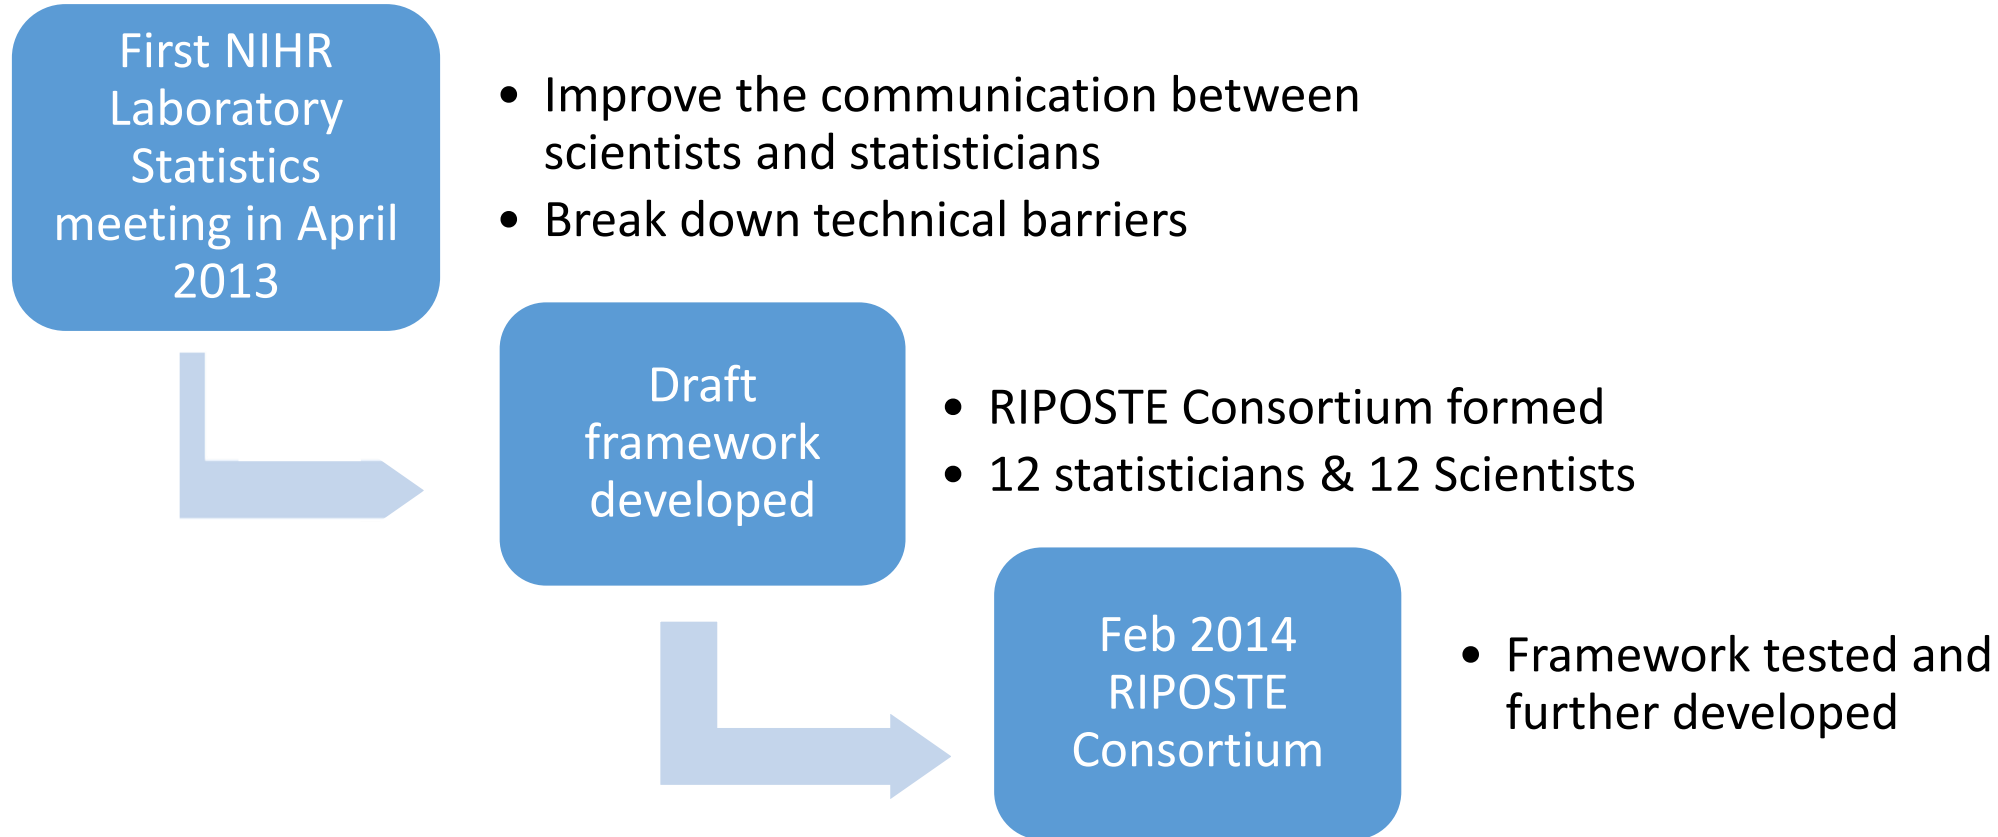 First NIHR
Laboratory
Statistics
meeting in April
2013
• Improve the communication between
scientists and statisticians
• Break down technical barriers
Draft
framework
developed
• RIPOSTE Consortium formed
• 12 statisticians & 12 Scientists
Feb 2014
RIPOSTE
Consortium
• Framework tested and
further developed